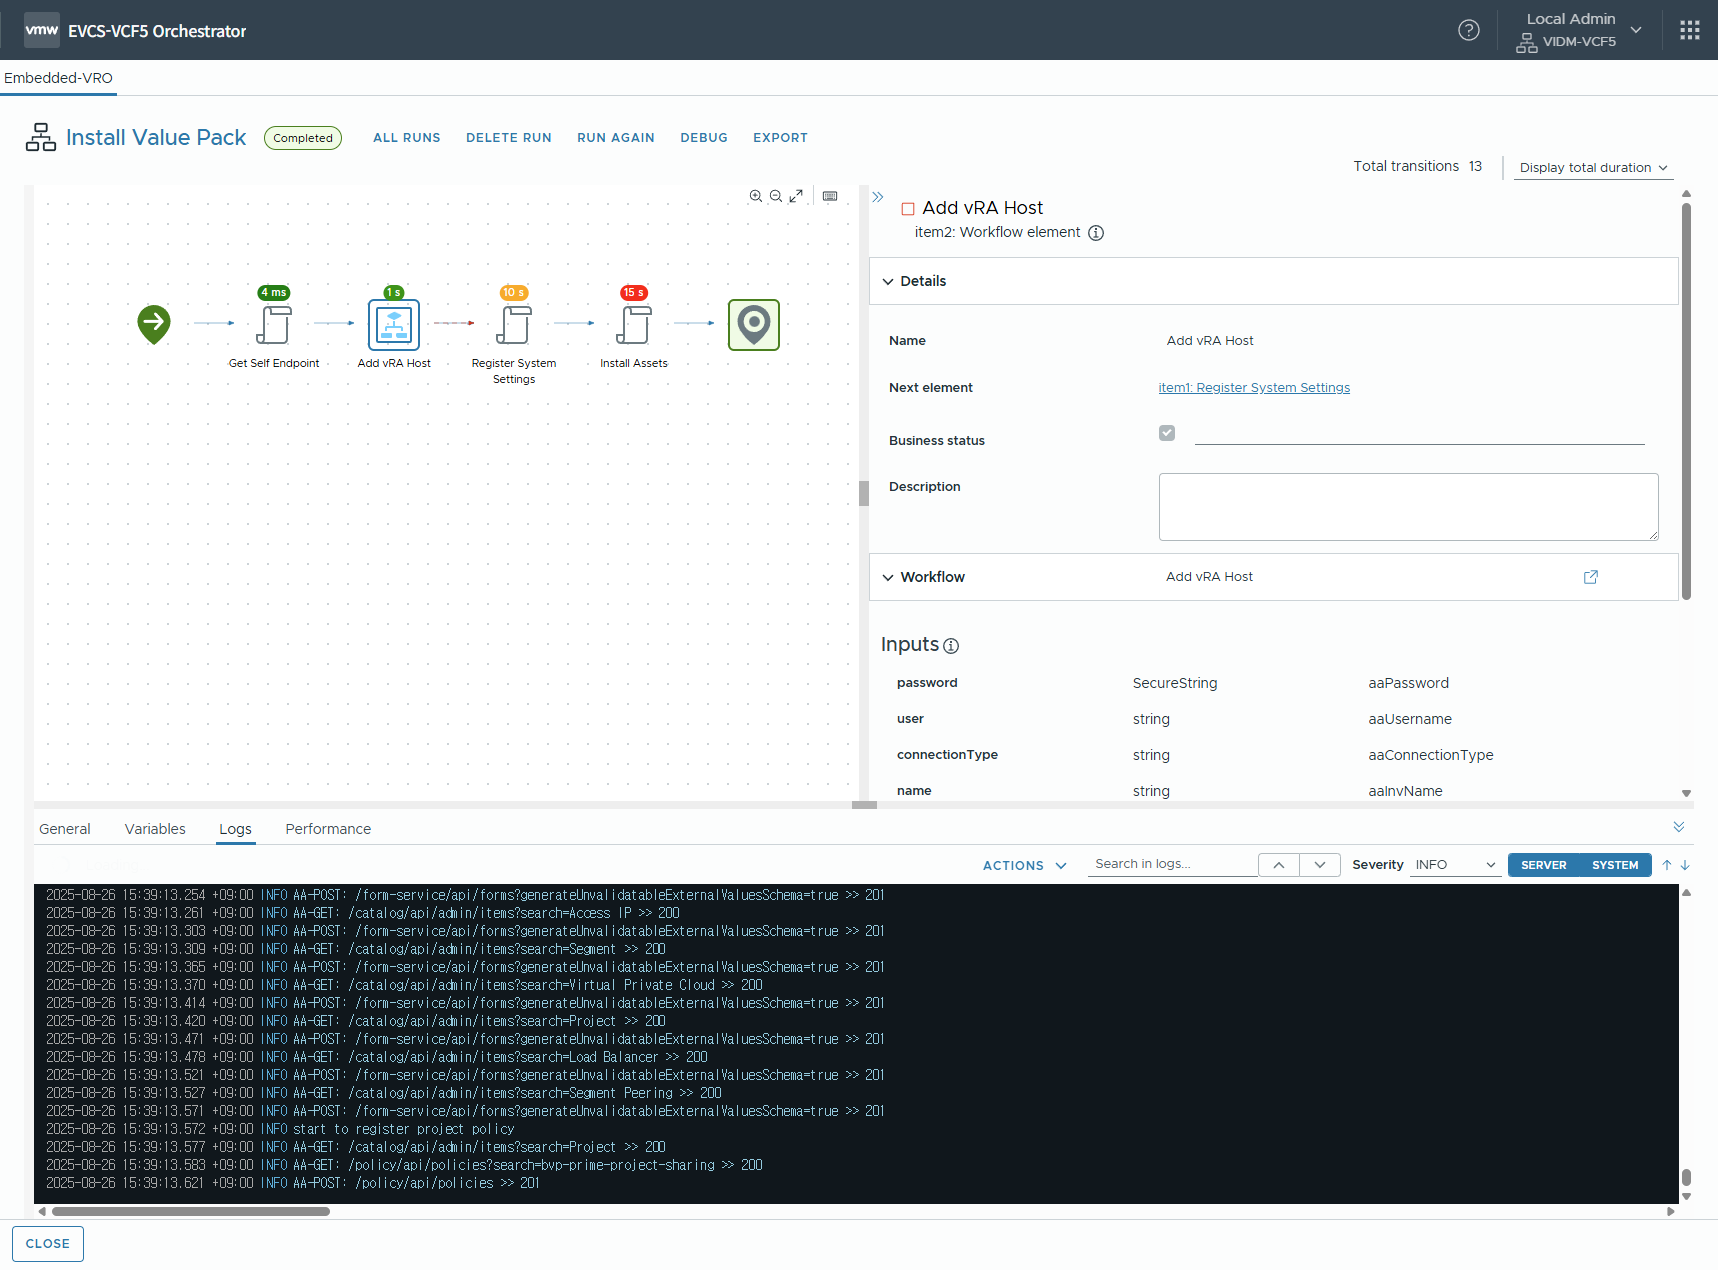 vmw EVCS-VCF5 Orchestrator
Local Admin
VIDM-VCF5
Embedded-VRO
Install Value Pack
Completed
ALL RUNS
DELETE RUN
RUN AGAIN
DEBUG
EXPORT
Total transitions 13
Display total duration
4 ms
1 s
10 s
15 s
Get Self Endpoint
Add vRA Host
Register System
Settings
Install Assets
Add vRA Host
item2: Workflow element
Details
Name
Add vRA Host
Next element
item1: Register System Settings
Business status
Description
Workflow
Add vRA Host
Inputs
password SecureString aaPassword
user string aaUsername
connectionType string aaConnectionType
name string aaInvName
General
Variables
Logs
Performance
ACTIONS
Search in logs...
Severity INFO
SERVER SYSTEM
2025-08-26 15:39:13.254 +09:00 INFO AA-POST: /form-service/api/forms?generateUnvalidatableExternalValuesSchema=true >> 201
2025-08-26 15:39:13.261 +09:00 INFO AA-GET: /catalog/api/admin/items?search=Access IP >> 200
2025-08-26 15:39:13.303 +09:00 INFO AA-POST: /form-service/api/forms?generateUnvalidatableExternalValuesSchema=true >> 201
2025-08-26 15:39:13.309 +09:00 INFO AA-GET: /catalog/api/admin/items?search=Segment >> 200
2025-08-26 15:39:13.365 +09:00 INFO AA-POST: /form-service/api/forms?generateUnvalidatableExternalValuesSchema=true >> 201
2025-08-26 15:39:13.370 +09:00 INFO AA-GET: /catalog/api/admin/items?search=Virtual Private Cloud >> 200
2025-08-26 15:39:13.414 +09:00 INFO AA-POST: /form-service/api/forms?generateUnvalidatableExternalValuesSchema=true >> 201
2025-08-26 15:39:13.420 +09:00 INFO AA-GET: /catalog/api/admin/items?search=Project >> 200
2025-08-26 15:39:13.471 +09:00 INFO AA-POST: /form-service/api/forms?generateUnvalidatableExternalValuesSchema=true >> 201
2025-08-26 15:39:13.478 +09:00 INFO AA-GET: /catalog/api/admin/items?search=Load Balancer >> 200
2025-08-26 15:39:13.521 +09:00 INFO AA-POST: /form-service/api/forms?generateUnvalidatableExternalValuesSchema=true >> 201
2025-08-26 15:39:13.527 +09:00 INFO AA-GET: /catalog/api/admin/items?search=Segment Peering >> 200
2025-08-26 15:39:13.571 +09:00 INFO AA-POST: /form-service/api/forms?generateUnvalidatableExternalValuesSchema=true >> 201
2025-08-26 15:39:13.572 +09:00 INFO start to register project policy
2025-08-26 15:39:13.577 +09:00 INFO AA-GET: /catalog/api/admin/items?search=Project >> 200
2025-08-26 15:39:13.583 +09:00 INFO AA-GET: /policy/api/policies?search=bvp-prime-project-sharing >> 200
2025-08-26 15:39:13.621 +09:00 INFO AA-POST: /policy/api/policies >> 201
CLOSE